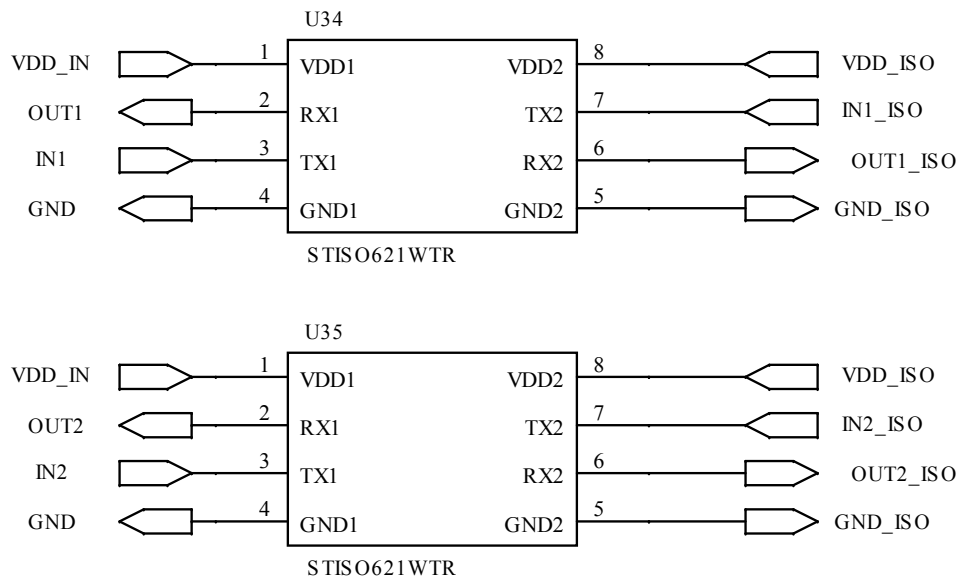 U34
VDD_IN 1 VDD1 VDD2 8 VDD_ISO
OUT1 2 RX1 TX2 7 IN1_ISO
IN1 3 TX1 RX2 6 OUT1_ISO
GND 4 GND1 GND2 5 GND_ISO
STISO621WTR
U35
VDD_IN 1 VDD1 VDD2 8 VDD_ISO
OUT2 2 RX1 TX2 7 IN2_ISO
IN2 3 TX1 RX2 6 OUT2_ISO
GND 4 GND1 GND2 5 GND_ISO
STISO621WTR